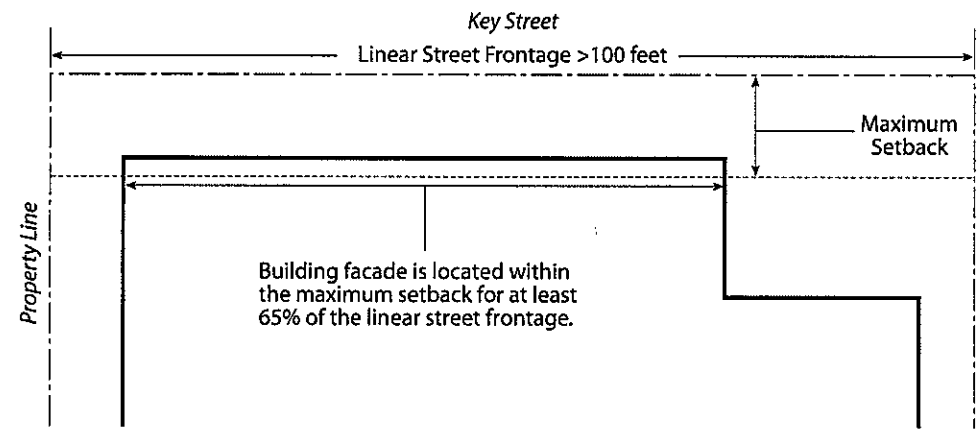 Key Street
Linear Street Frontage >100 feet
Maximum
Setback
Property Line
Building facade is located within
the maximum setback for at least
65% of the linear street frontage.